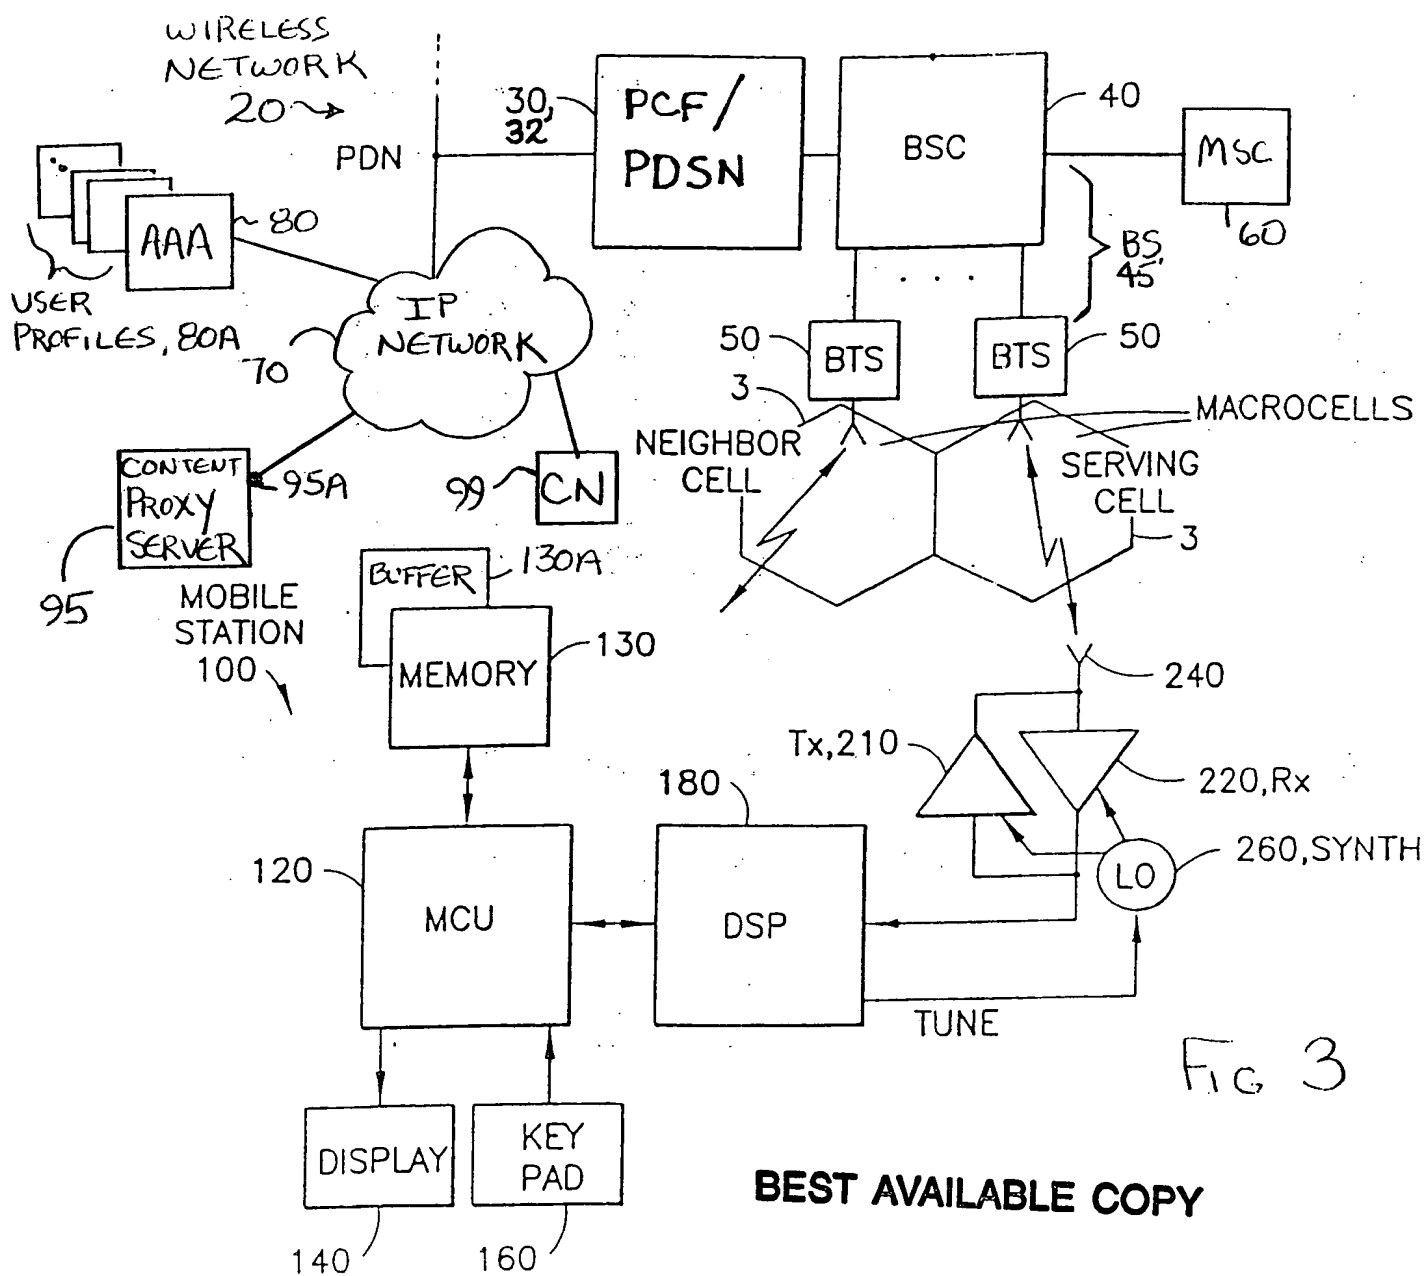 WIRELESS
NETWORK
20
PDN
30,
32
PCF/
PDSN
BSC
40
MSC
60
BS,
45
AAA
80
USER
PROFILES, 80A
IP
NETWORK
70
50
BTS
BTS
50
3
MACROCELLS
NEIGHBOR
CELL
SERVING
CELL
3
CONTENT
PROXY
SERVER
95A
95
99
CN
MOBILE
STATION
100
BUFFER
130A
MEMORY
130
240
Tx,210
220,Rx
260,SYNTH
LO
180
120
MCU
DSP
TUNE
DISPLAY
KEY
PAD
140
160
FIG 3
BEST AVAILABLE COPY